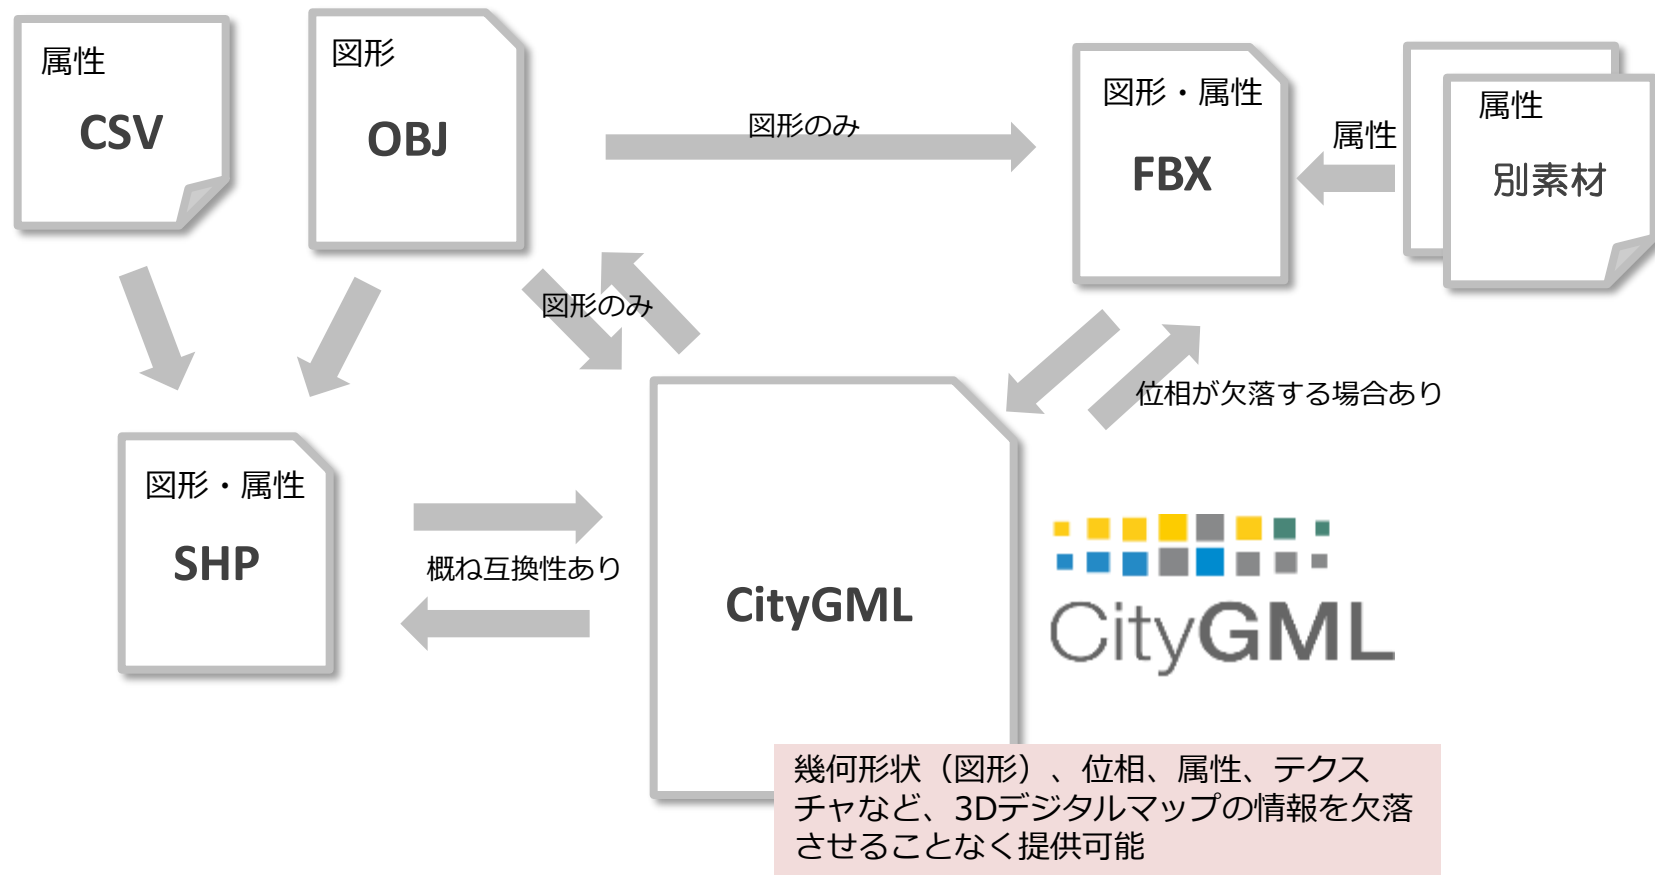 属性
CSV
図形
OBJ
図形のみ
図形・属性
FBX
属性
属性
別素材
図形のみ
位相が欠落する場合あり
図形・属性
SHP
概ね互換性あり
CityGML
CityGML
幾何形状（図形）、位相、属性、テクス
チャなど、3Dデジタルマップの情報を欠落
させることなく提供可能